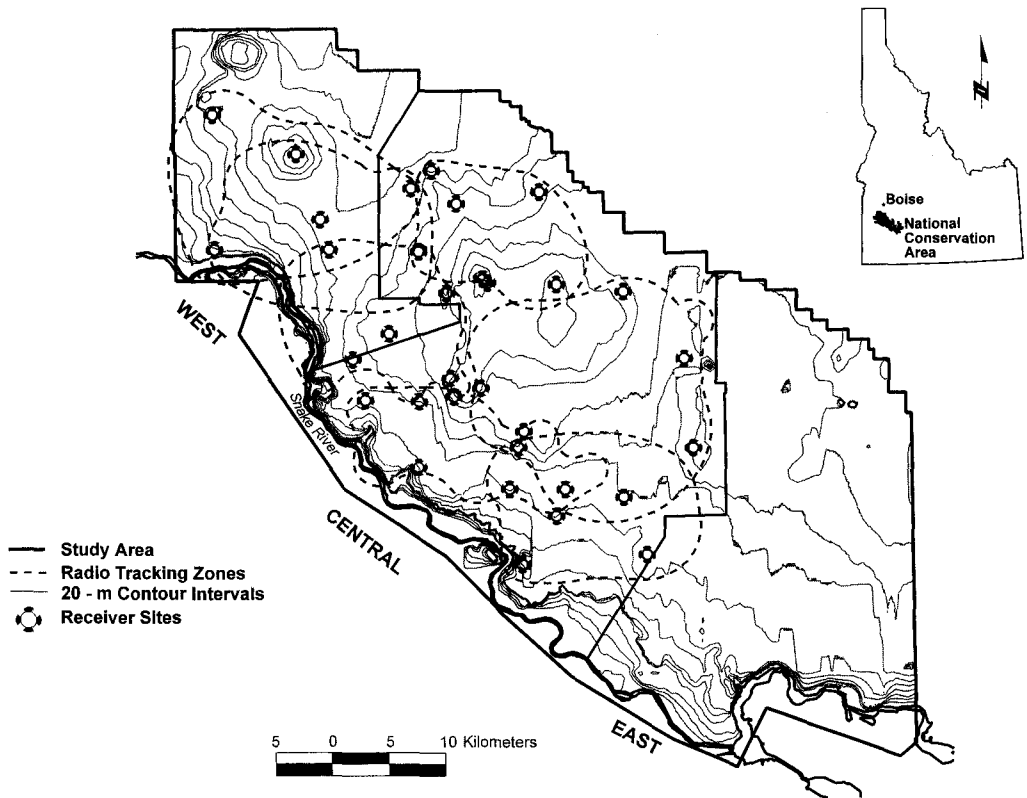 Boise
National
Conservation
Area
WEST
Snake River
CENTRAL
EAST
Study Area
Radio Tracking Zones
20 - m Contour Intervals
Receiver Sites
5 0 5 10 Kilometers